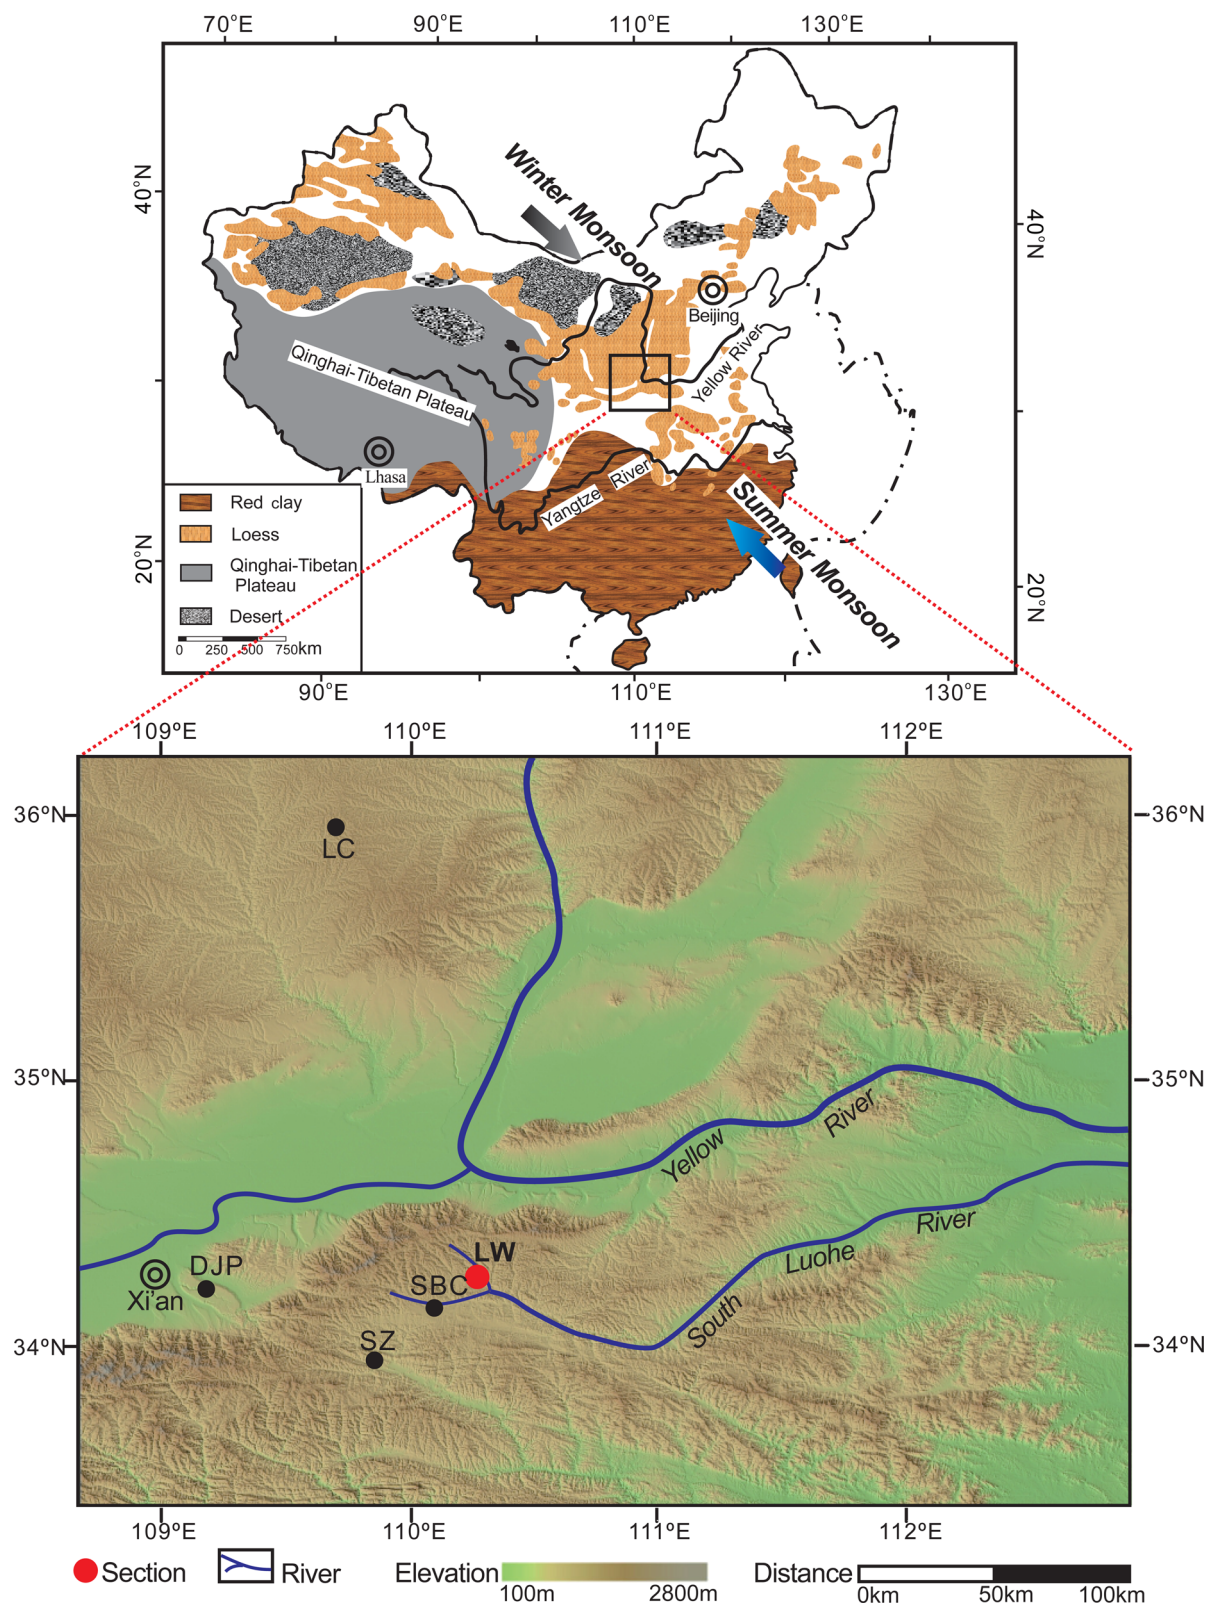 70°E 90°E 110°E 130°E
40°N
Winter Monsoon
40°N
Beijing
Yellow River
Qinghai-Tibetan Plateau
Lhasa
Yangtze River
Summer Monsoon
Red clay
Loess
Qinghai-Tibetan
Plateau
Desert
0 250 500 750km
20°N
20°N
90°E 110°E 130°E
109°E 110°E 111°E 112°E
36°N
36°N
LC
35°N
35°N
Yellow River
South Luohe River
LW
DJP
SBC
Xi'an
SZ
34°N
34°N
109°E 110°E 111°E 112°E
Section River Elevation Distance
100m 2800m 0km 50km 100km